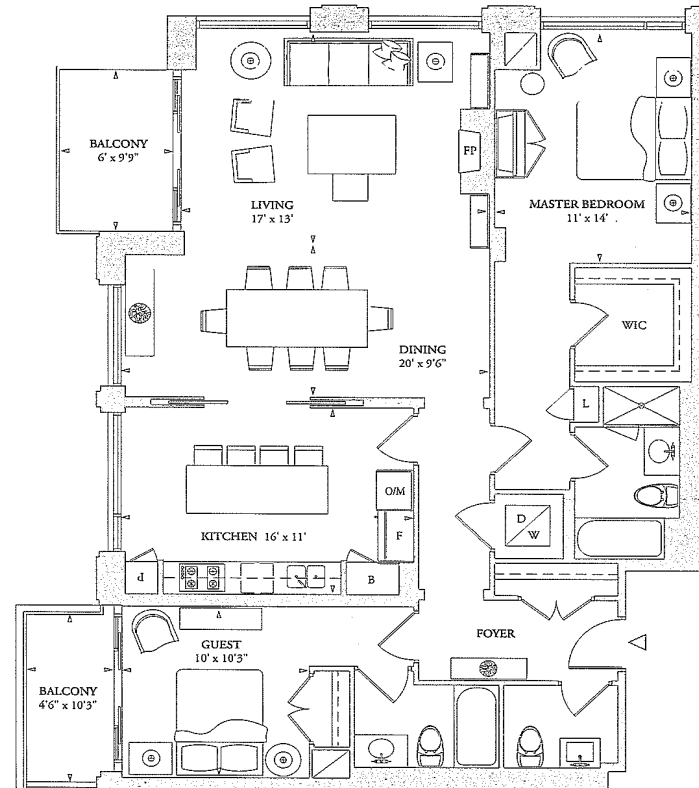 BALCONY
6' x 9'9"
LIVING
17' x 13'
FP
MASTER BEDROOM
11' x 14'
WIC
DINING
20' x 9'6"
L
O/M
F
KITCHEN 16' x 11'
D
W
d
B
FOYER
GUEST
10' x 10'3"
BALCONY
4'6" x 10'3"